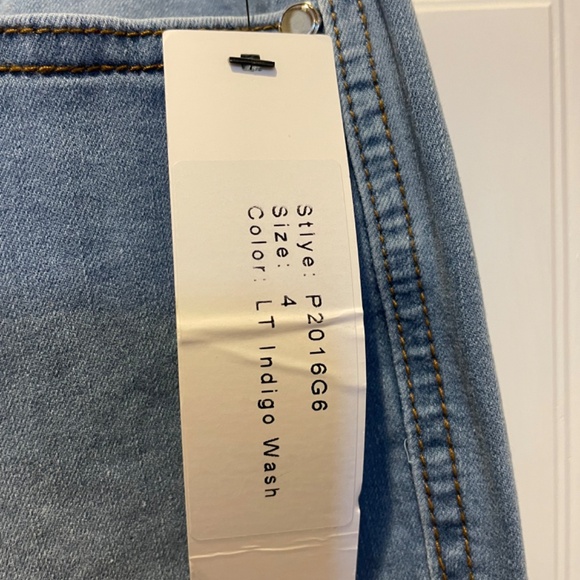 Stlye: P2016G6
Size: 4
Color: LT Indigo Wash